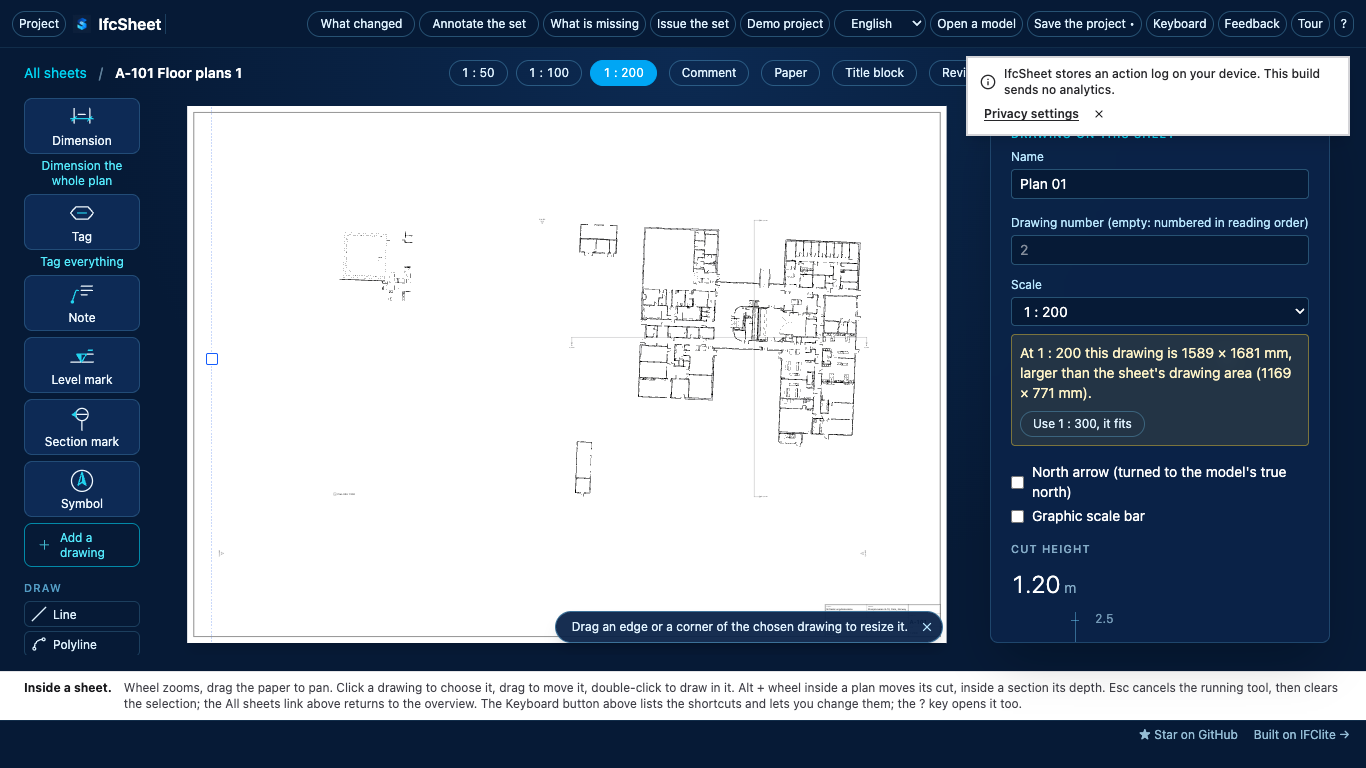 Project
IfcSheet
What changed
Annotate the set
What is missing
Issue the set
Demo project
English
Open a model
Save the project •
Keyboard
Feedback
Tour
?
All sheets / A-101 Floor plans 1
1 : 50
1 : 100
1 : 200
Comment
Paper
Title block
IfcSheet stores an action log on your device. This build
sends no analytics.
Privacy settings ×
Dimension
Dimension the
whole plan
Tag
Tag everything
Note
Level mark
Section mark
Symbol
+ Add a
drawing
DRAW
Line
Polyline
Drag an edge or a corner of the chosen drawing to resize it. ×
DRAWING ON THIS SHEET
Name
Plan 01
Drawing number (empty: numbered in reading order)
2
Scale
1 : 200
At 1 : 200 this drawing is 1589 × 1681 mm,
larger than the sheet's drawing area (1169
× 771 mm).
Use 1 : 300, it fits
North arrow (turned to the model's true
north)
Graphic scale bar
CUT HEIGHT
1.20 m
2.5
Inside a sheet. Wheel zooms, drag the paper to pan. Click a drawing to choose it, drag to move it, double-click to draw in it. Alt + wheel inside a plan moves its cut, inside a section its depth. Esc cancels the running tool, then clears
the selection; the All sheets link above returns to the overview. The Keyboard button above lists the shortcuts and lets you change them; the ? key opens it too.
★ Star on GitHub
Built on IFClite →